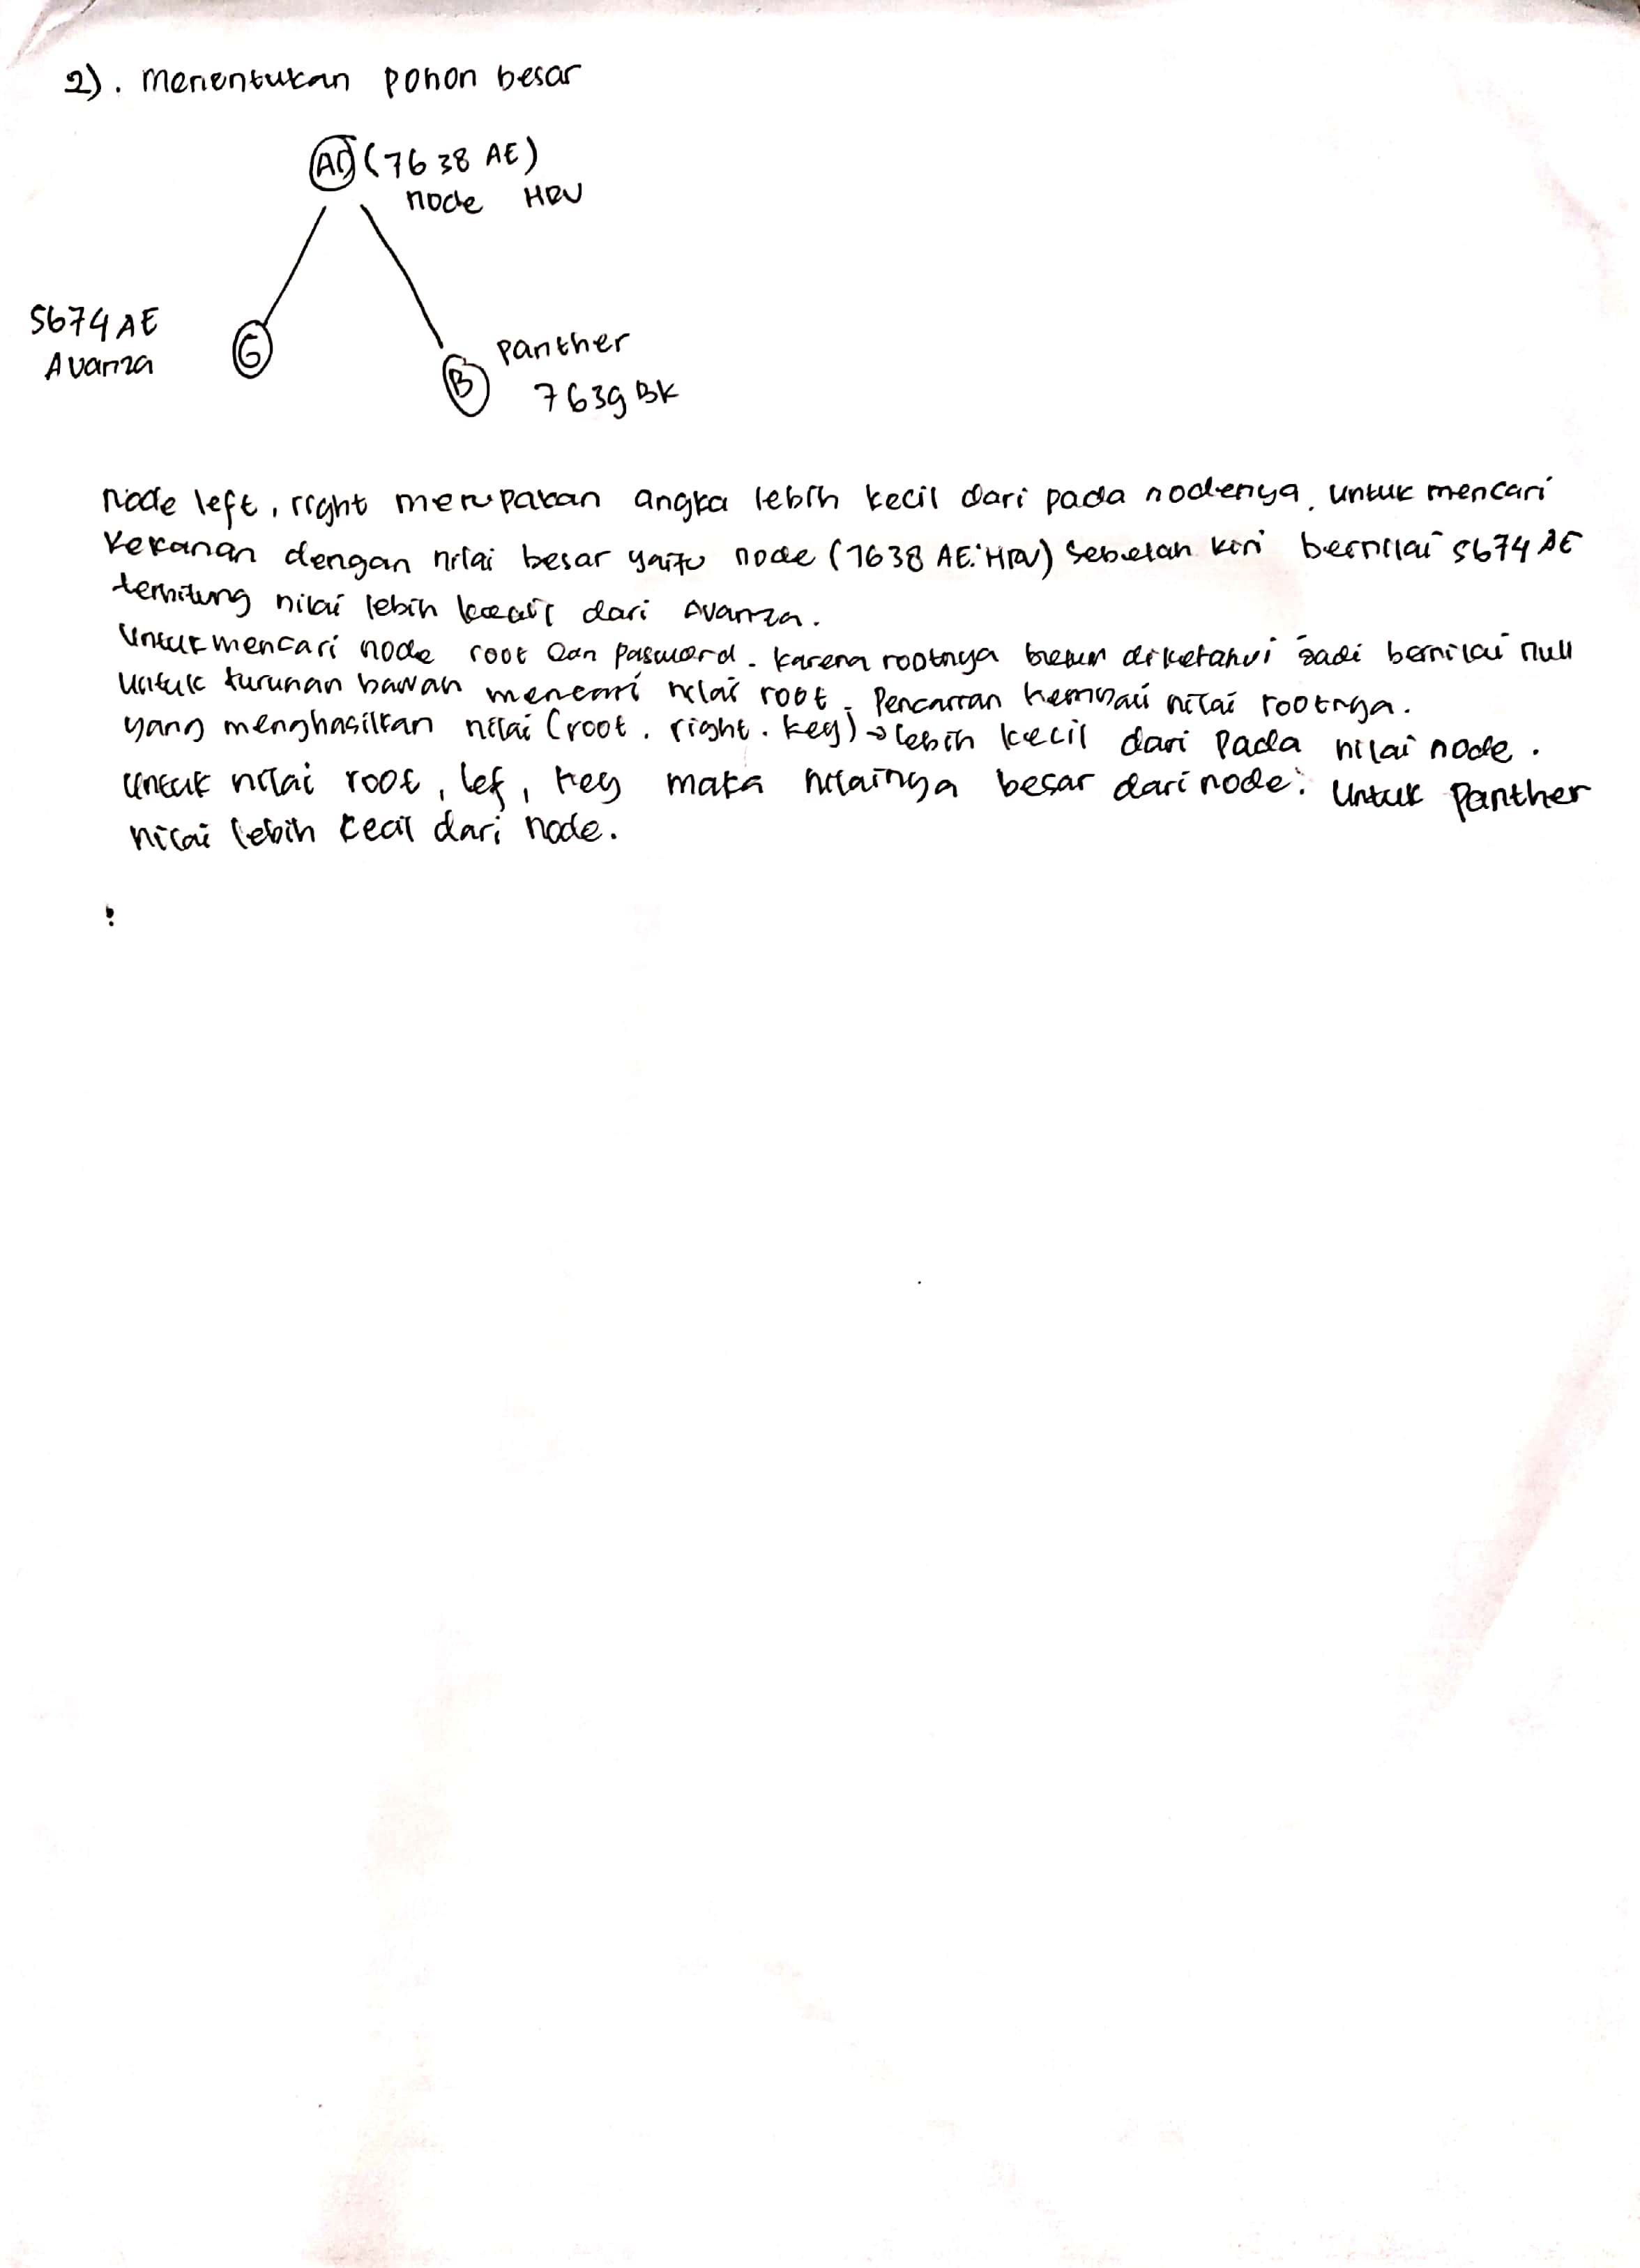 2). menentukan pohon besar
AD (7638 AE)
node HRV
5674 AE
Avanza
G
B
panther
7639 BK
node left, right merupakan angka lebih kecil dari pada nodenya. untuk mencari
kekanan dengan nilai besar yaitu node (7638 AE: HRV) sebelah kiri bernilai 5674 AE
terhitung nilai lebih kecil dari Avanza.
Untuk mencari node root dan pasword. karena rootnya belum diketahui jadi bernilai null
untuk turunan bawah mencari nilai root. Pencarian kembali nilai rootnya.
yang menghasilkan nilai (root. right. key) → lebih kecil dari pada nilai node.
untuk nilai root, lef, key maka nilainya besar dari node. Untuk Panther
nilai lebih kecil dari node.